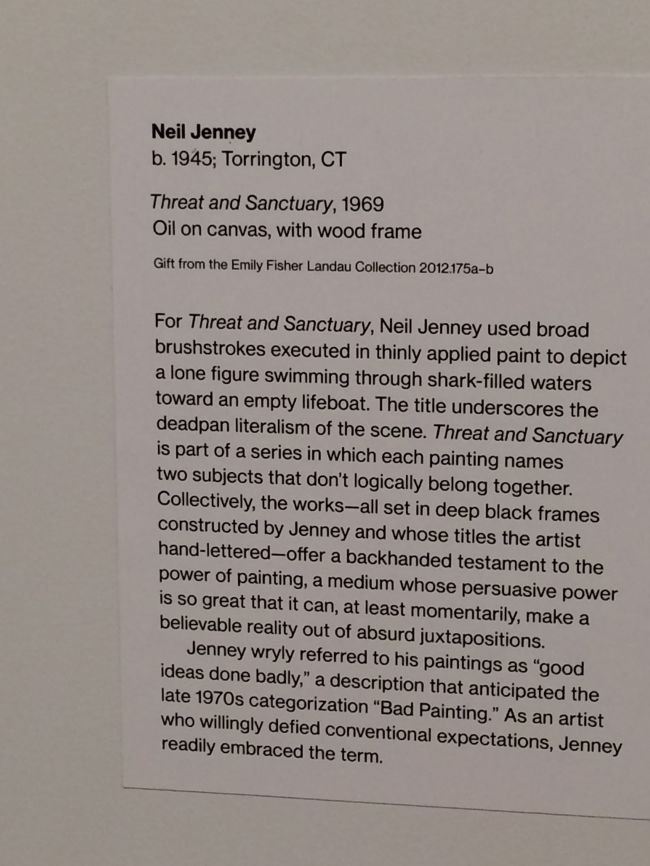 Neil Jenney
b. 1945; Torrington, CT
Threat and Sanctuary, 1969
Oil on canvas, with wood frame
Gift from the Emily Fisher Landau Collection 2012.175a–b
For Threat and Sanctuary, Neil Jenney used broad
brushstrokes executed in thinly applied paint to depict
a lone figure swimming through shark-filled waters
toward an empty lifeboat. The title underscores the
deadpan literalism of the scene. Threat and Sanctuary
is part of a series in which each painting names
two subjects that don't logically belong together.
Collectively, the works—all set in deep black frames
constructed by Jenney and whose titles the artist
hand-lettered—offer a backhanded testament to the
power of painting, a medium whose persuasive power
is so great that it can, at least momentarily, make a
believable reality out of absurd juxtapositions.
Jenney wryly referred to his paintings as “good
ideas done badly,” a description that anticipated the
late 1970s categorization “Bad Painting.” As an artist
who willingly defied conventional expectations, Jenney
readily embraced the term.